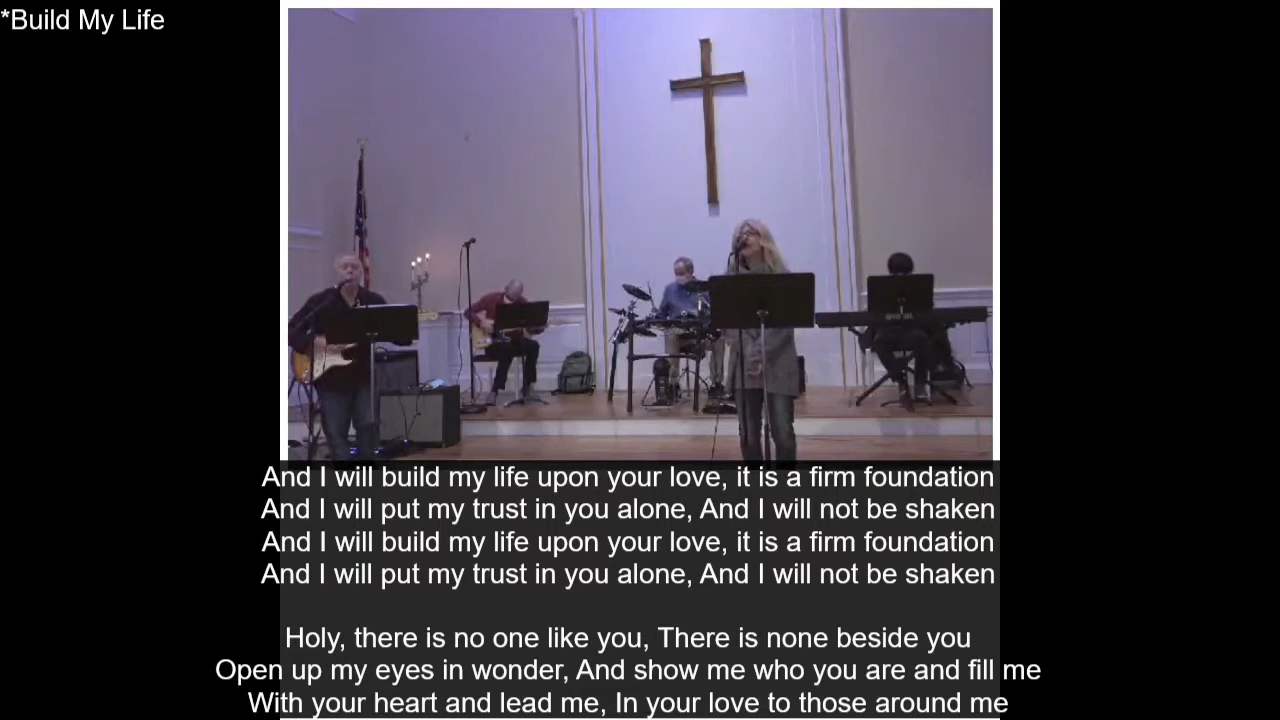 *Build My Life
And I will build my life upon your love, it is a firm foundation
And I will put my trust in you alone, And I will not be shaken
And I will build my life upon your love, it is a firm foundation
And I will put my trust in you alone, And I will not be shaken
Holy, there is no one like you, There is none beside you
Open up my eyes in wonder, And show me who you are and fill me
With your heart and lead me, In your love to those around me